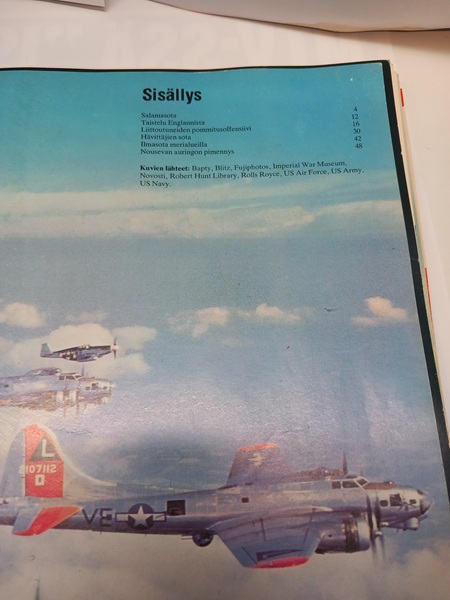 Sisällys
Salamasota 4
Taistelu Englannista 12
Liittoutuneiden pommitusoffensiivi 16
Hävittäjien sota 30
Ilmasota merialueilla 42
Nousevan auringon pimennys 48
Kuvien lähteet: Bapty, Blitz, Fujiphotos, Imperial War Museum,
Novosti, Robert Hunt Library, Rolls Royce, US Air Force, US Army,
US Navy.
L
2107112
D
VE